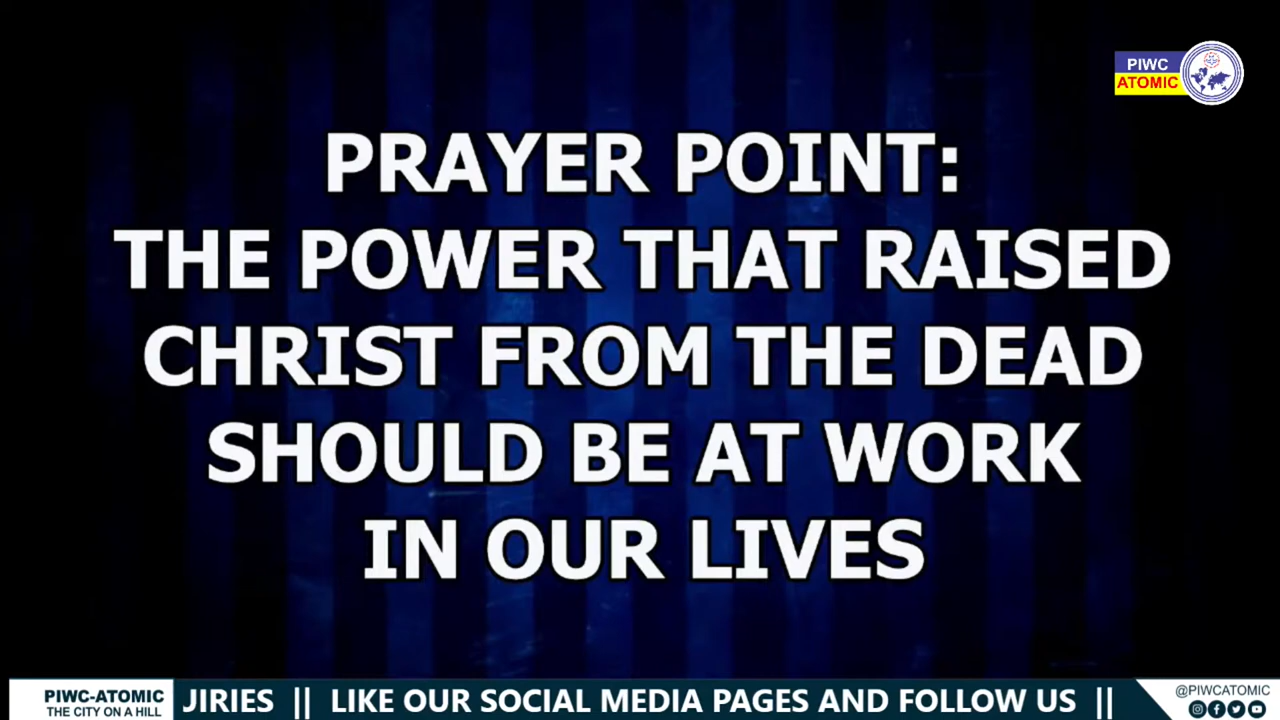 PIWC
ATOMIC
PRAYER POINT:
THE POWER THAT RAISED
CHRIST FROM THE DEAD
SHOULD BE AT WORK
IN OUR LIVES
PIWC-ATOMIC
THE CITY ON A HILL
JIRIES || LIKE OUR SOCIAL MEDIA PAGES AND FOLLOW US ||
@PIWCATOMIC